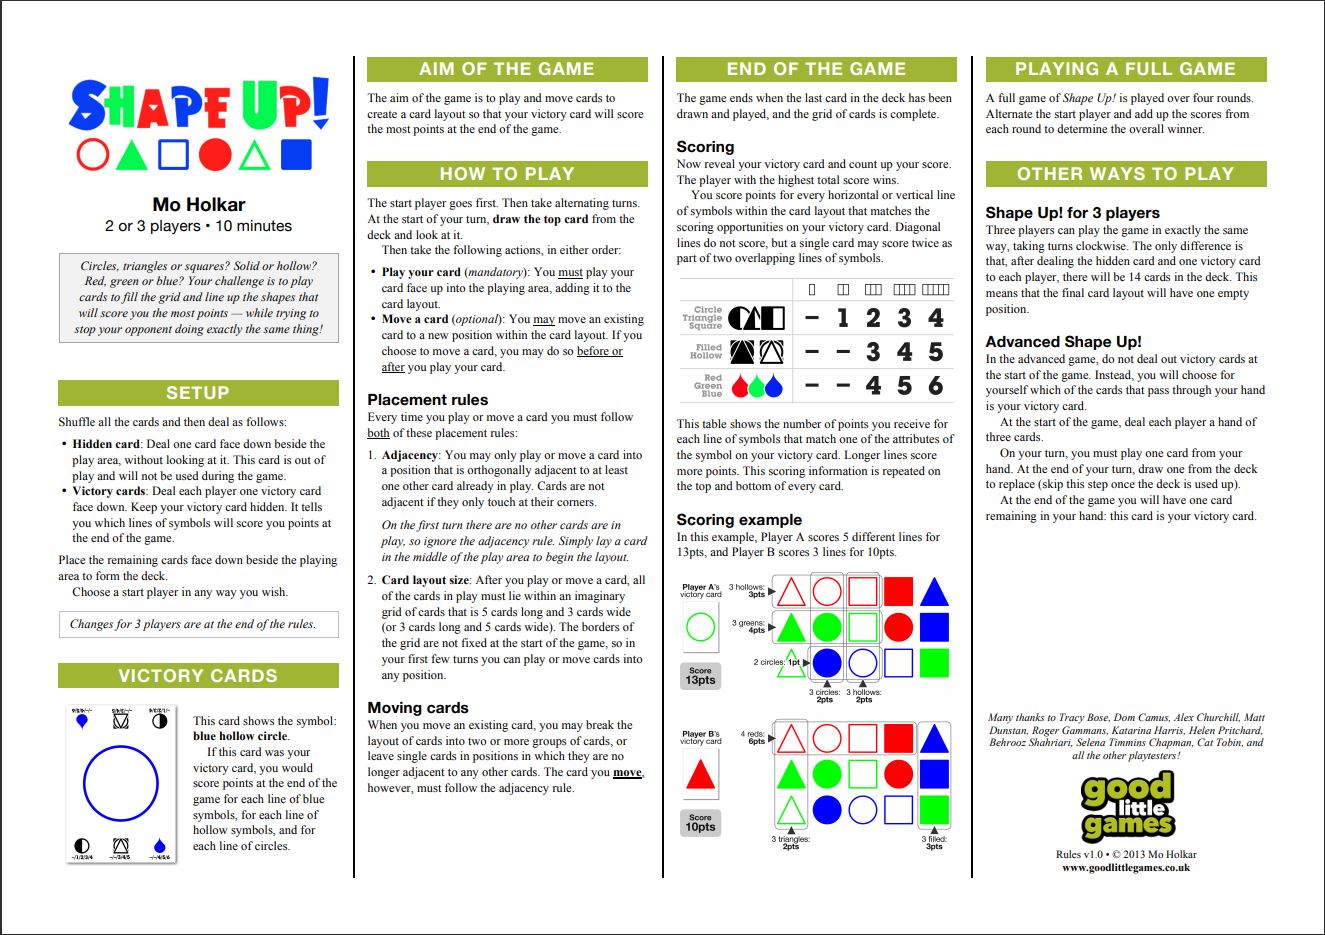 SHAPE UP!
Mo Holkar
2 or 3 players • 10 minutes
Circles, triangles or squares? Solid or hollow?
Red, green or blue? Your challenge is to play
cards to fill the grid and line up the shapes that
will score you the most points — while trying to
stop your opponent doing exactly the same thing!
SETUP
Shuffle all the cards and then deal as follows:
• Hidden card: Deal one card face down beside the
play area, without looking at it. This card is out of
play and will not be used during the game.
• Victory cards: Deal each player one victory card
face down. Keep your victory card hidden. It tells
you which lines of symbols will score you points at
the end of the game.
Place the remaining cards face down beside the playing
area to form the deck.
Choose a start player in any way you wish.
Changes for 3 players are at the end of the rules.
VICTORY CARDS
This card shows the symbol:
blue hollow circle.
If this card was your
victory card, you would
score points at the end of the
game for each line of blue
symbols, for each line of
hollow symbols, and for
each line of circles.
-/1/2/3/4
-/-/3/4/5
-/-/4/5/6
AIM OF THE GAME
The aim of the game is to play and move cards to
create a card layout so that your victory card will score
the most points at the end of the game.
HOW TO PLAY
The start player goes first. Then take alternating turns.
At the start of your turn, draw the top card from the
deck and look at it.
Then take the following actions, in either order:
• Play your card (mandatory): You must play your
card face up into the playing area, adding it to the
card layout.
• Move a card (optional): You may move an existing
card to a new position within the card layout. If you
choose to move a card, you may do so before or
after you play your card.
Placement rules
Every time you play or move a card you must follow
both of these placement rules:
1. Adjacency: You may only play or move a card into
a position that is orthogonally adjacent to at least
one other card already in play. Cards are not
adjacent if they only touch at their corners.
On the first turn there are no other cards are in
play, so ignore the adjacency rule. Simply lay a card
in the middle of the play area to begin the layout.
2. Card layout size: After you play or move a card, all
of the cards in play must lie within an imaginary
grid of cards that is 5 cards long and 3 cards wide
(or 3 cards long and 5 cards wide). The borders of
the grid are not fixed at the start of the game, so in
your first few turns you can play or move cards into
any position.
Moving cards
When you move an existing card, you may break the
layout of cards into two or more groups of cards, or
leave single cards in positions in which they are no
longer adjacent to any other cards. The card you move,
however, must follow the adjacency rule.
END OF THE GAME
The game ends when the last card in the deck has been
drawn and played, and the grid of cards is complete.
Scoring
Now reveal your victory card and count up your score.
The player with the highest total score wins.
You score points for every horizontal or vertical line
of symbols within the card layout that matches the
scoring opportunities on your victory card. Diagonal
lines do not score, but a single card may score twice as
part of two overlapping lines of symbols.
Circle
Triangle
Square
– 1 2 3 4
Filled
Hollow
– – 3 4 5
Red
Green
Blue
– – 4 5 6
This table shows the number of points you receive for
each line of symbols that match one of the attributes of
the symbol on your victory card. Longer lines score
more points. This scoring information is repeated on
the top and bottom of every card.
Scoring example
In this example, Player A scores 5 different lines for
13pts, and Player B scores 3 lines for 10pts.
Player A's
victory card
Score
13pts
3 hollows:
3pts
3 greens:
4pts
2 circles: 1pt
3 circles:
2pts
3 hollows:
2pts
Player B's
victory card
Score
10pts
4 reds:
6pts
3 triangles:
2pts
3 filled:
3pts
PLAYING A FULL GAME
A full game of Shape Up! is played over four rounds.
Alternate the start player and add up the scores from
each round to determine the overall winner.
OTHER WAYS TO PLAY
Shape Up! for 3 players
Three players can play the game in exactly the same
way, taking turns clockwise. The only difference is
that, after dealing the hidden card and one victory card
to each player, there will be 14 cards in the deck. This
means that the final card layout will have one empty
position.
Advanced Shape Up!
In the advanced game, do not deal out victory cards at
the start of the game. Instead, you will choose for
yourself which of the cards that pass through your hand
is your victory card.
At the start of the game, deal each player a hand of
three cards.
On your turn, you must play one card from your
hand. At the end of your turn, draw one from the deck
to replace (skip this step once the deck is used up).
At the end of the game you will have one card
remaining in your hand: this card is your victory card.
Many thanks to Tracy Bose, Dom Camus, Alex Churchill, Matt
Dunstan, Roger Gammans, Katarina Harris, Helen Pritchard,
Behrooz Shahriari, Selena Timmins Chapman, Cat Tobin, and
all the other playtesters!
good
little
games
Rules v1.0 • © 2013 Mo Holkar
www.goodlittlegames.co.uk